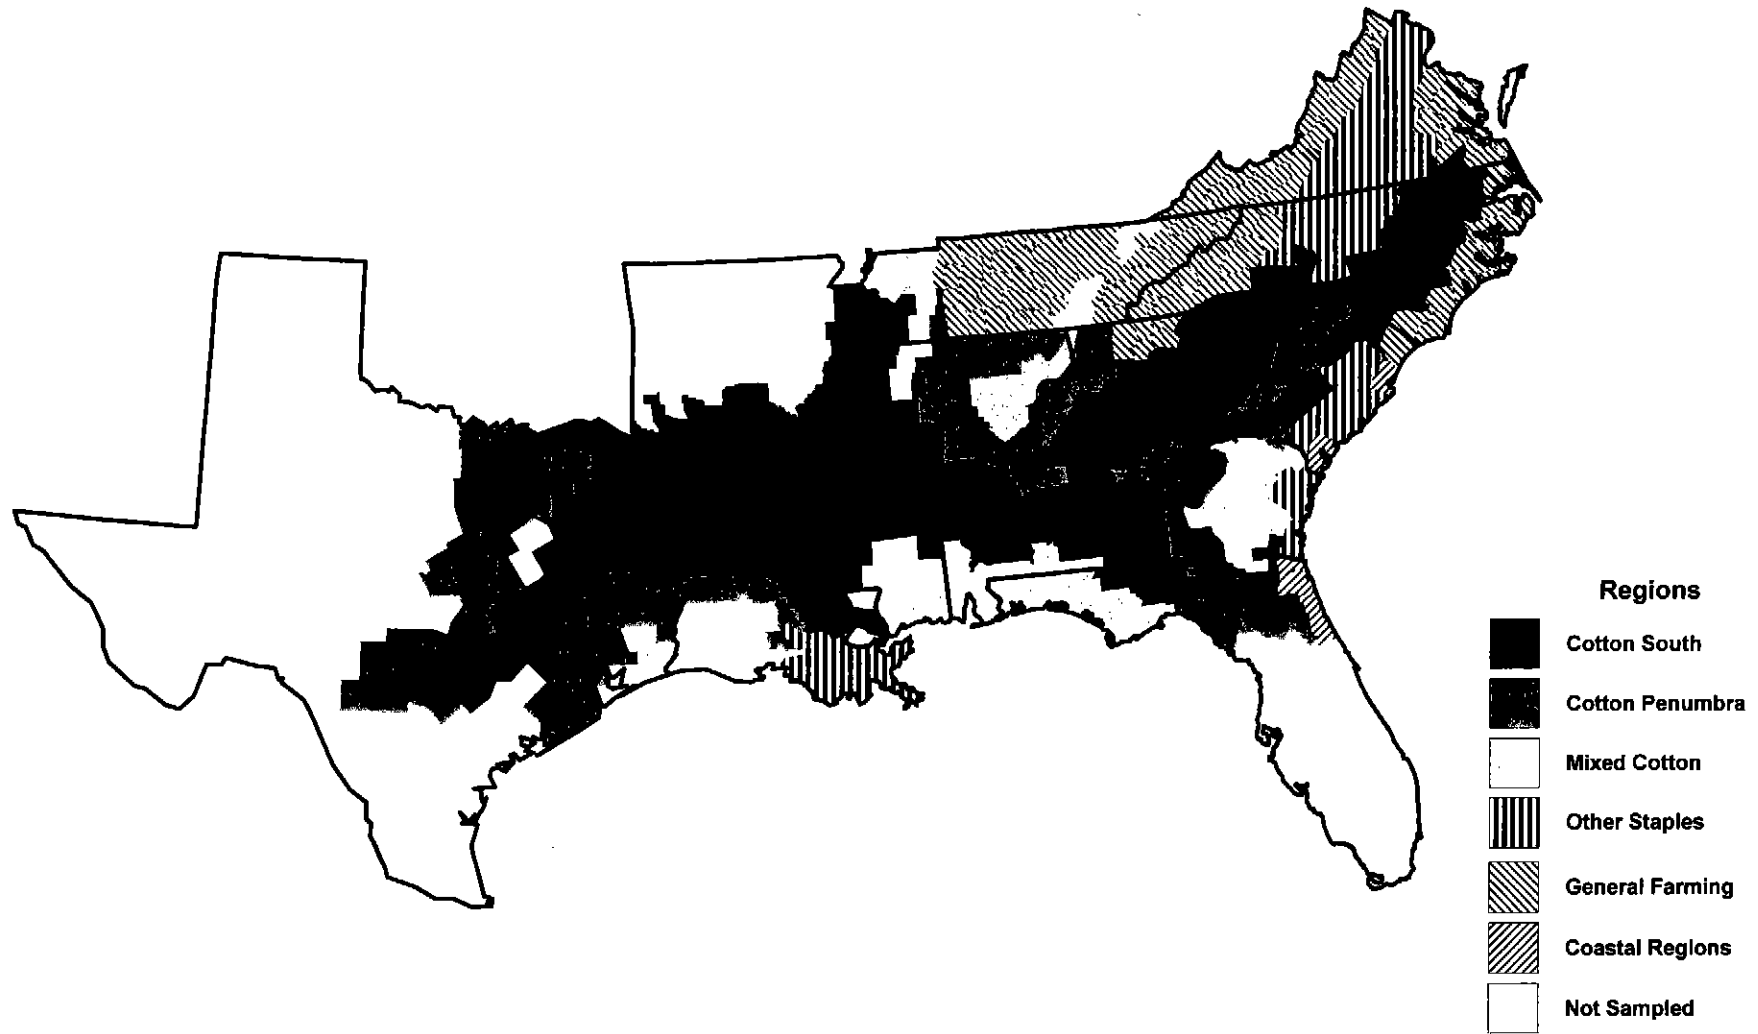 Regions
Cotton South
Cotton Penumbra
Mixed Cotton
Other Staples
General Farming
Coastal Regions
Not Sampled